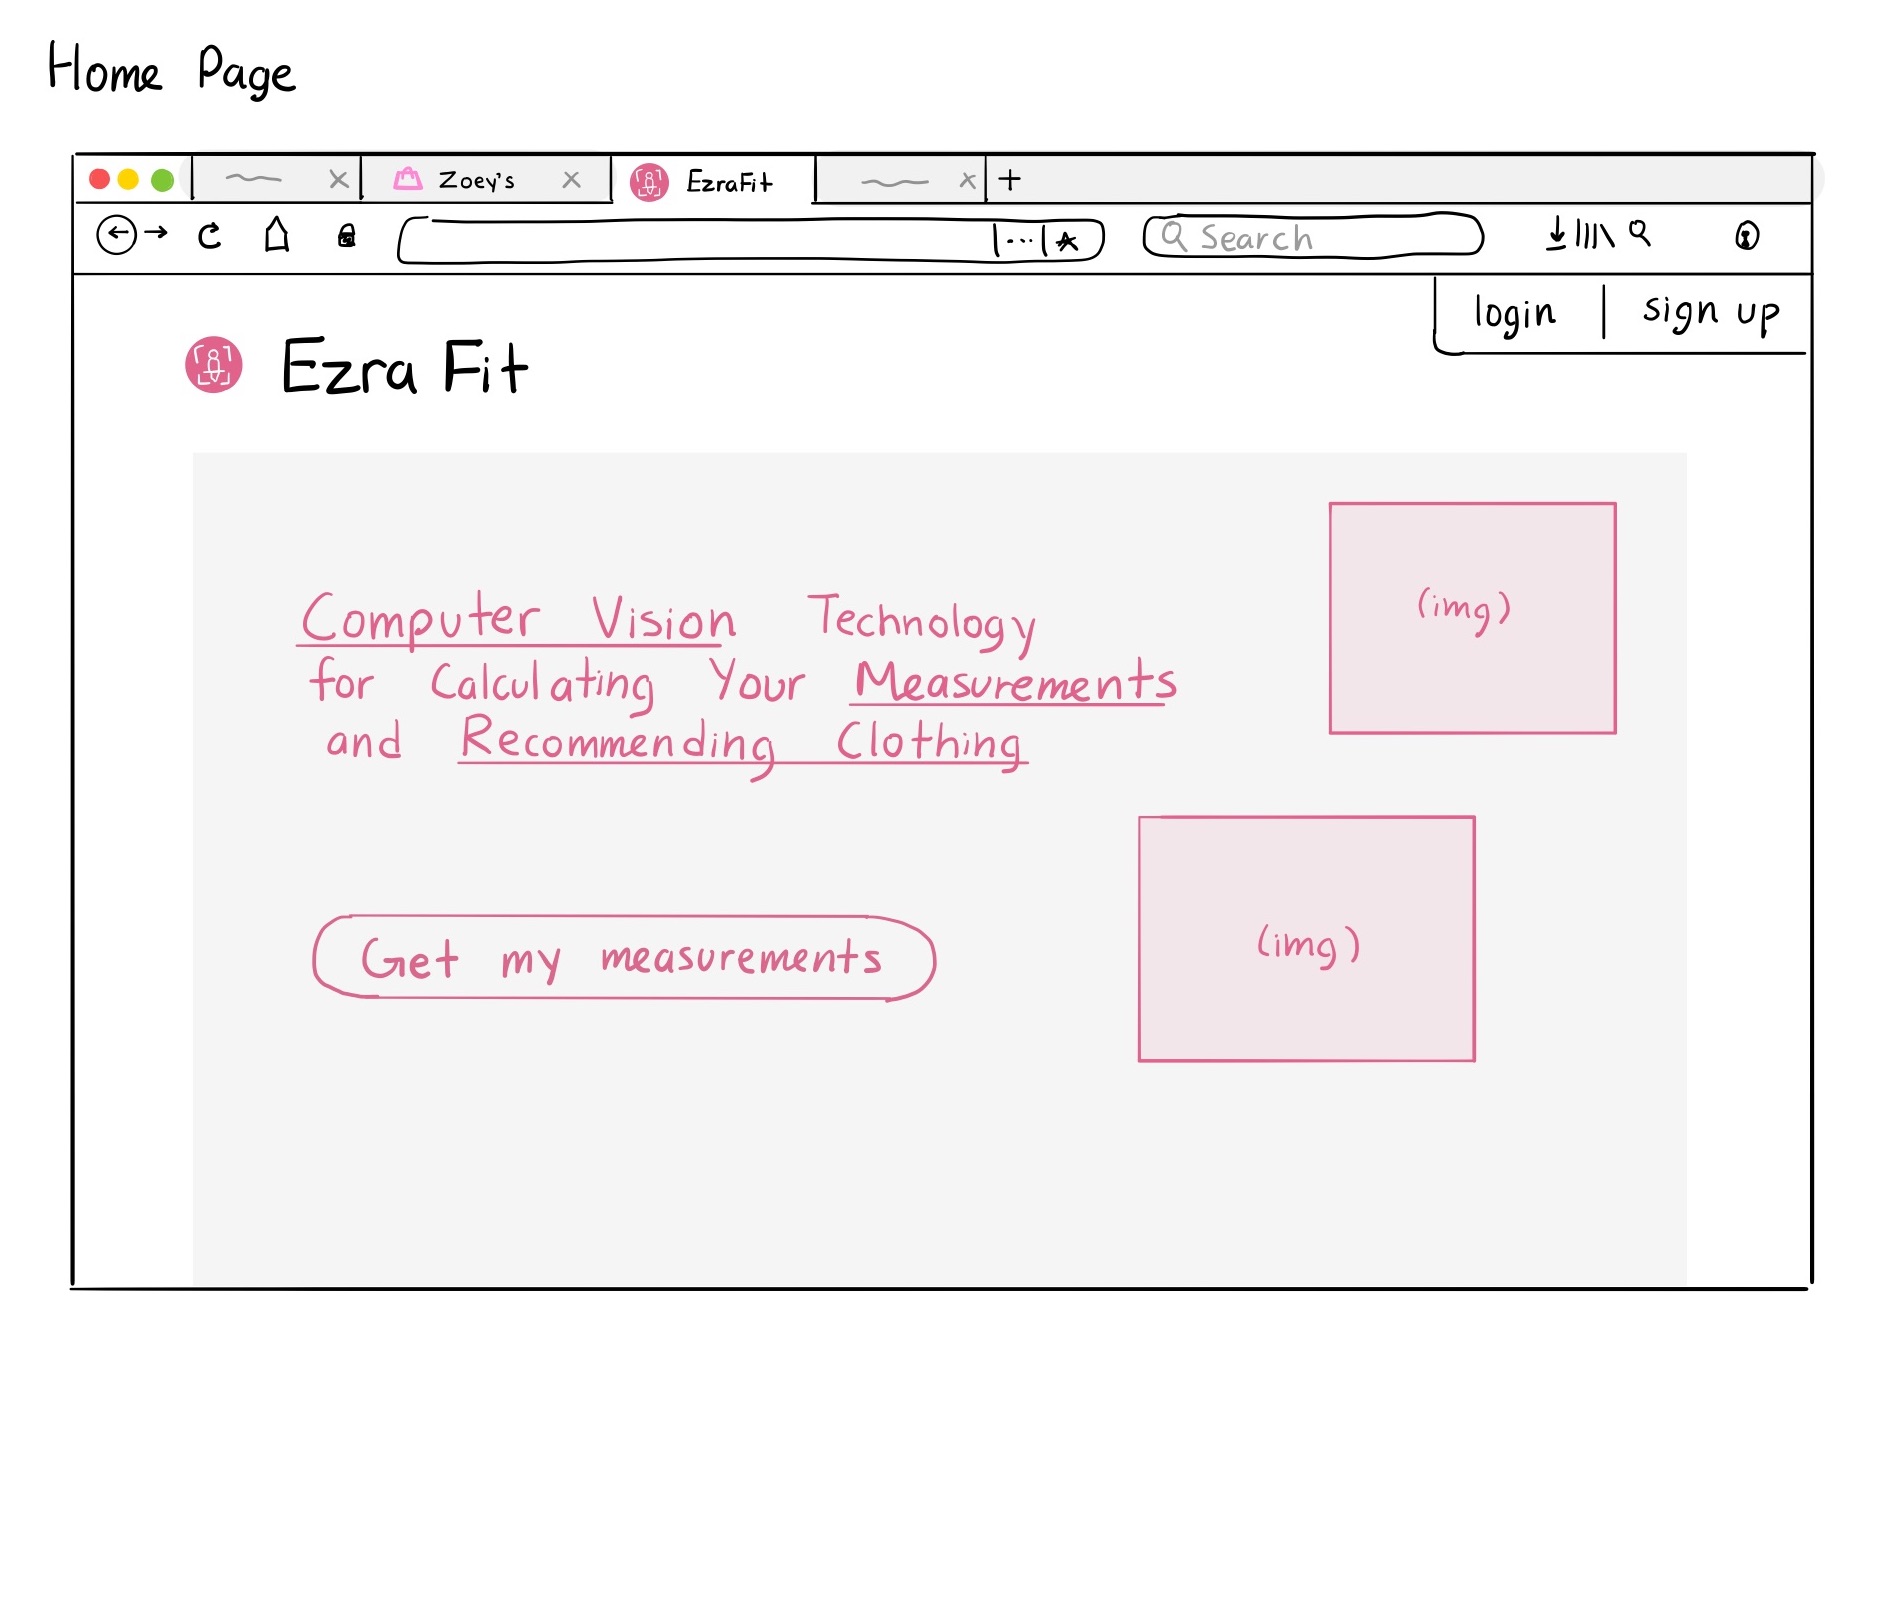 Home Page
Zoey's
EzraFit
Search
login | sign up
Ezra Fit
Computer Vision Technology
for Calculating Your Measurements
and Recommending Clothing
(img)
Get my measurements
(img)